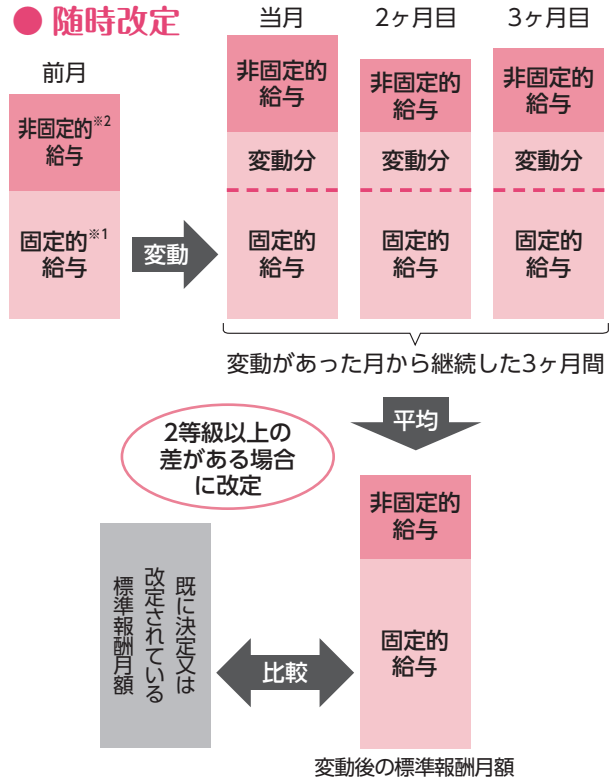 ● 随時改定
前月
非固定的※2
給与
固定的※1
給与
変動
当月
2ヶ月目
3ヶ月目
非固定的
給与
非固定的
給与
非固定的
給与
変動分
変動分
変動分
固定的
給与
固定的
給与
固定的
給与
変動があった月から継続した3ヶ月間
平均
2等級以上の
差がある場合
に改定
既に決定又は
改定されている
標準報酬月額
比較
非固定的
給与
固定的
給与
変動後の標準報酬月額